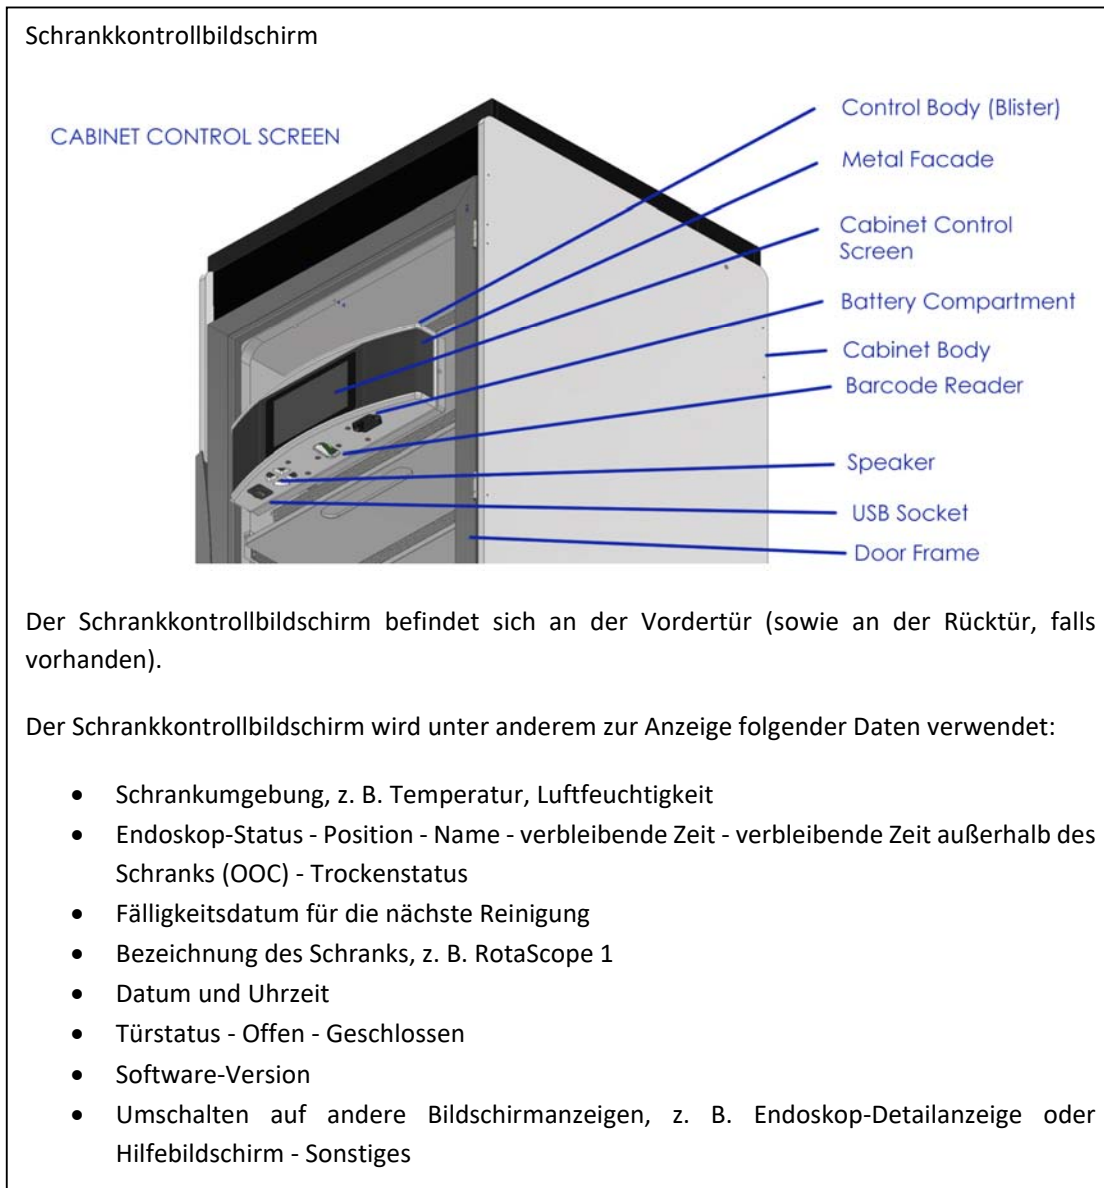 Schrankkontrollbildschirm
CABINET CONTROL SCREEN
Control Body (Blister)
Metal Facade
Cabinet Control
Screen
Battery Compartment
Cabinet Body
Barcode Reader
Speaker
USB Socket
Door Frame
Der Schrankkontrollbildschirm befindet sich an der Vordertür (sowie an der Rücktür, falls
vorhanden).
Der Schrankkontrollbildschirm wird unter anderem zur Anzeige folgender Daten verwendet:
• Schrankumgebung, z. B. Temperatur, Luftfeuchtigkeit
• Endoskop-Status - Position - Name - verbleibende Zeit - verbleibende Zeit außerhalb des
Schranks (OOC) - Trockenstatus
• Fälligkeitsdatum für die nächste Reinigung
• Bezeichnung des Schranks, z. B. RotaScope 1
• Datum und Uhrzeit
• Türstatus - Offen - Geschlossen
• Software-Version
• Umschalten auf andere Bildschirmanzeigen, z. B. Endoskop-Detailanzeige oder
Hilfebildschirm - Sonstiges